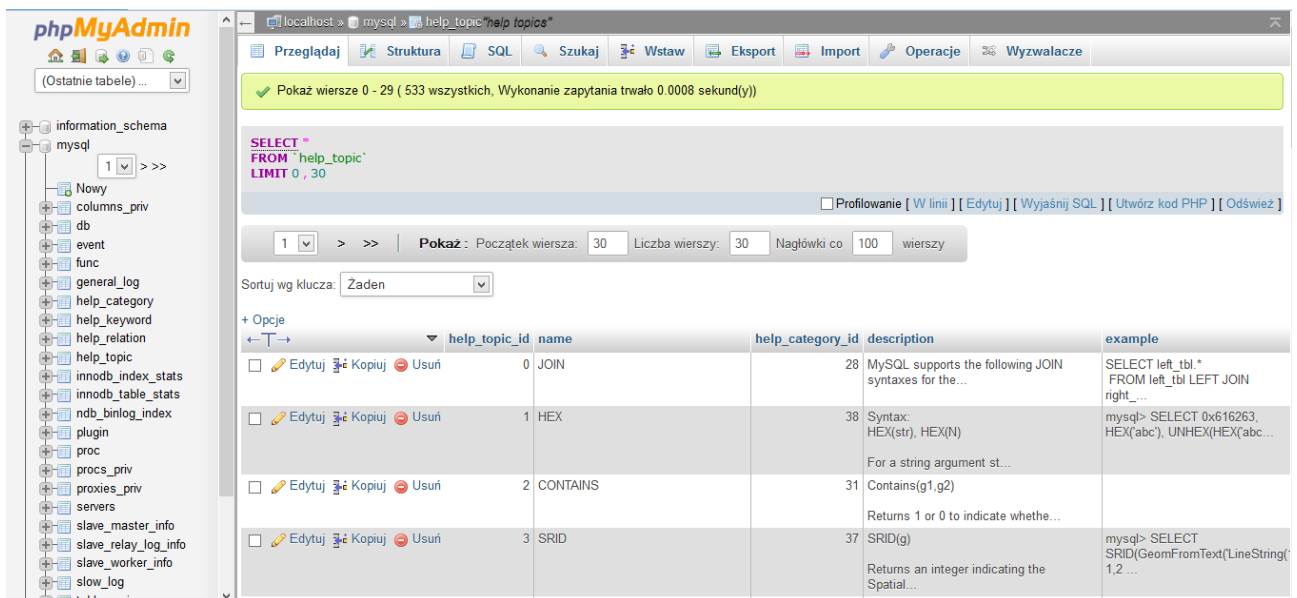 phpMyAdmin
(Ostatnie tabele) ...
information_schema
mysql
1 > >>
Nowy
columns_priv
db
event
func
general_log
help_category
help_keyword
help_relation
help_topic
innodb_index_stats
innodb_table_stats
ndb_binlog_index
plugin
proc
procs_priv
proxies_priv
servers
slave_master_info
slave_relay_log_info
slave_worker_info
slow_log
localhost » mysql » help_topic "help topics"
Przeglądaj Struktura SQL Szukaj Wstaw Eksport Import Operacje Wyzwalacze
Pokaż wiersze 0 - 29 ( 533 wszystkich, Wykonanie zapytania trwało 0.0008 sekund(y))
SELECT *
FROM `help_topic`
LIMIT 0 , 30
Profilowanie [ W linii ] [ Edytuj ] [ Wyjaśnij SQL ] [ Utwórz kod PHP ] [ Odśwież ]
1 > >> | Pokaż : Początek wiersza: 30 Liczba wierszy: 30 Nagłówki co 100 wierszy
Sortuj wg klucza: Żaden
+ Opcje
←T→ help_topic_id name help_category_id description example
Edytuj Kopiuj Usuń 0 JOIN 28 MySQL supports the following JOIN SELECT left_tbl.*
syntaxes for the... FROM left_tbl LEFT JOIN
right_...
Edytuj Kopiuj Usuń 1 HEX 38 Syntax: mysql> SELECT 0x616263,
HEX(str), HEX(N) HEX('abc'), UNHEX(HEX('abc...
For a string argument st...
Edytuj Kopiuj Usuń 2 CONTAINS 31 Contains(g1,g2)
Returns 1 or 0 to indicate whethe...
Edytuj Kopiuj Usuń 3 SRID 37 SRID(g) mysql> SELECT
SRID(GeomFromText('LineString(
Returns an integer indicating the 1,2 ...
Spatial...